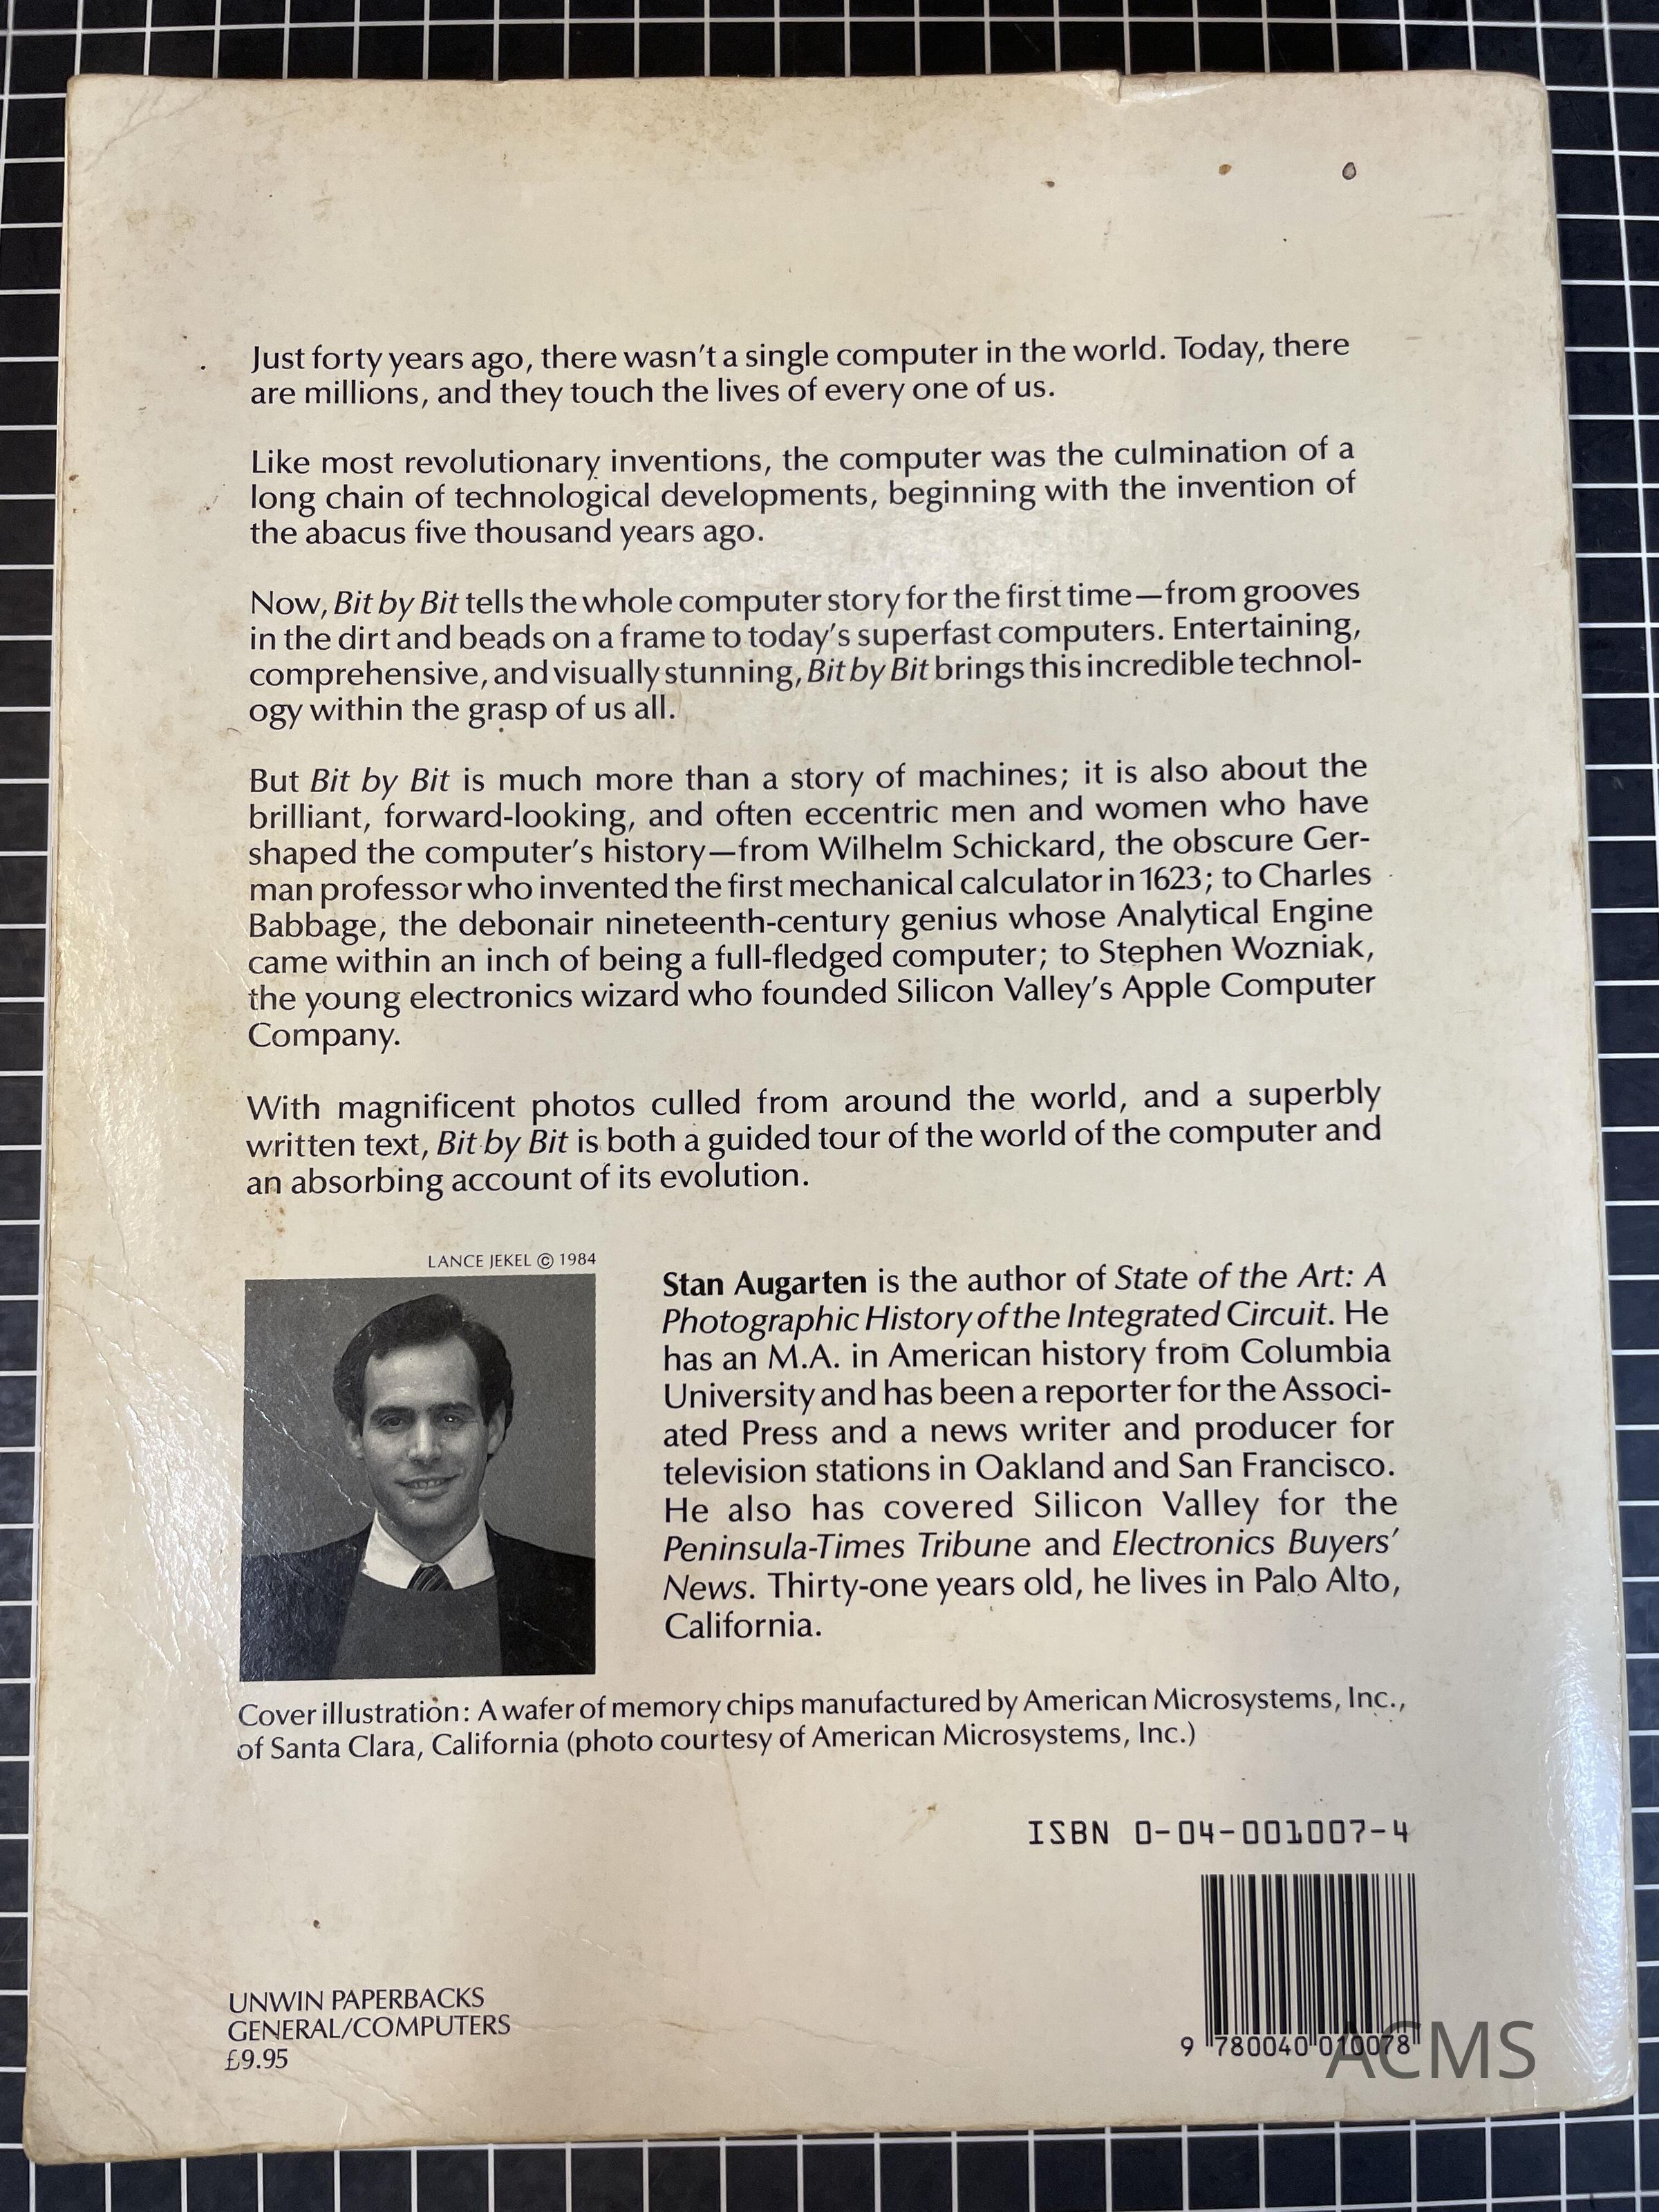 Just forty years ago, there wasn't a single computer in the world. Today, there
are millions, and they touch the lives of every one of us.
Like most revolutionary inventions, the computer was the culmination of a
long chain of technological developments, beginning with the invention of
the abacus five thousand years ago.
Now, Bit by Bit tells the whole computer story for the first time—from grooves
in the dirt and beads on a frame to today's superfast computers. Entertaining,
comprehensive, and visually stunning, Bit by Bit brings this incredible technol-
ogy within the grasp of us all.
But Bit by Bit is much more than a story of machines; it is also about the
brilliant, forward-looking, and often eccentric men and women who have
shaped the computer's history—from Wilhelm Schickard, the obscure Ger-
man professor who invented the first mechanical calculator in 1623; to Charles
Babbage, the debonair nineteenth-century genius whose Analytical Engine
came within an inch of being a full-fledged computer; to Stephen Wozniak,
the young electronics wizard who founded Silicon Valley's Apple Computer
Company.
With magnificent photos culled from around the world, and a superbly
written text, Bit by Bit is both a guided tour of the world of the computer and
an absorbing account of its evolution.
LANCE JEKEL © 1984
Stan Augarten is the author of State of the Art: A
Photographic History of the Integrated Circuit. He
has an M.A. in American history from Columbia
University and has been a reporter for the Associ-
ated Press and a news writer and producer for
television stations in Oakland and San Francisco.
He also has covered Silicon Valley for the
Peninsula-Times Tribune and Electronics Buyers'
News. Thirty-one years old, he lives in Palo Alto,
California.
Cover illustration: A wafer of memory chips manufactured by American Microsystems, Inc.,
of Santa Clara, California (photo courtesy of American Microsystems, Inc.)
ISBN 0-04-001007-4
9 780040 010078
UNWIN PAPERBACKS
GENERAL/COMPUTERS
£9.95
ACMS